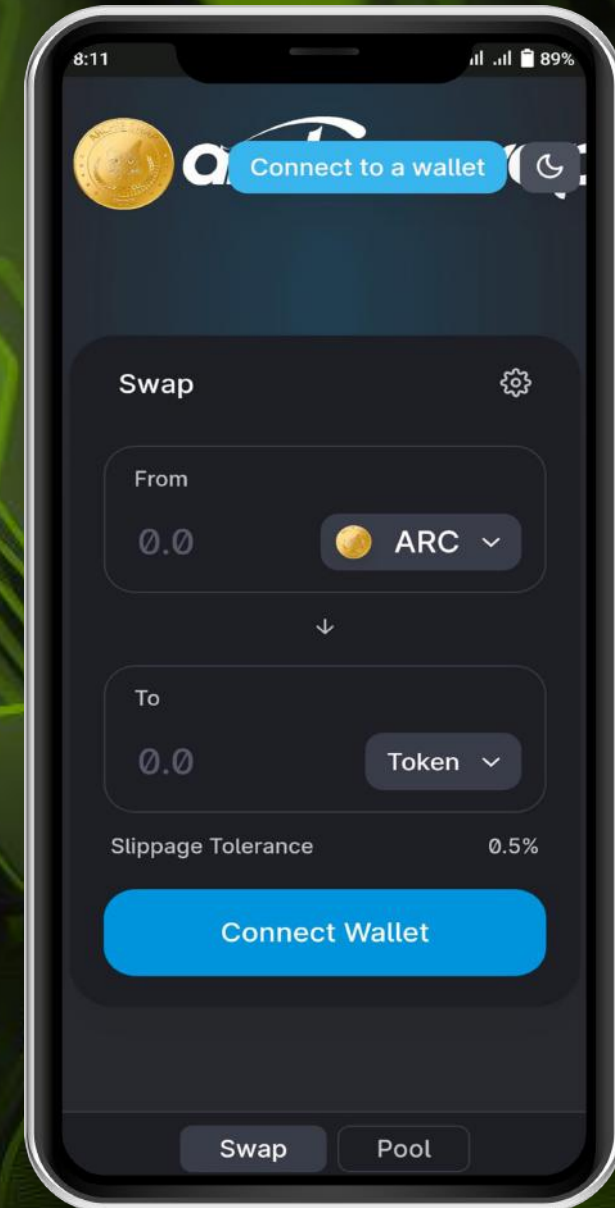 8:11
89%
Connect to a wallet
Swap
From
0.0
ARC
To
0.0
Token
Slippage Tolerance
0.5%
Connect Wallet
Swap
Pool